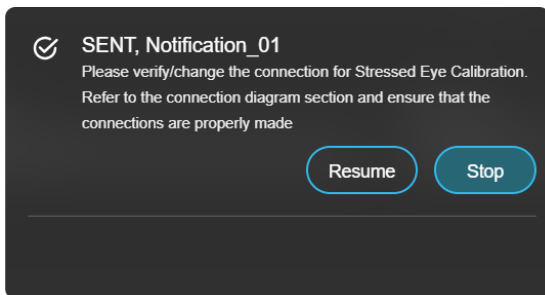 SENT, Notification_01
Please verify/change the connection for Stressed Eye Calibration.
Refer to the connection diagram section and ensure that the
connections are properly made
Resume Stop